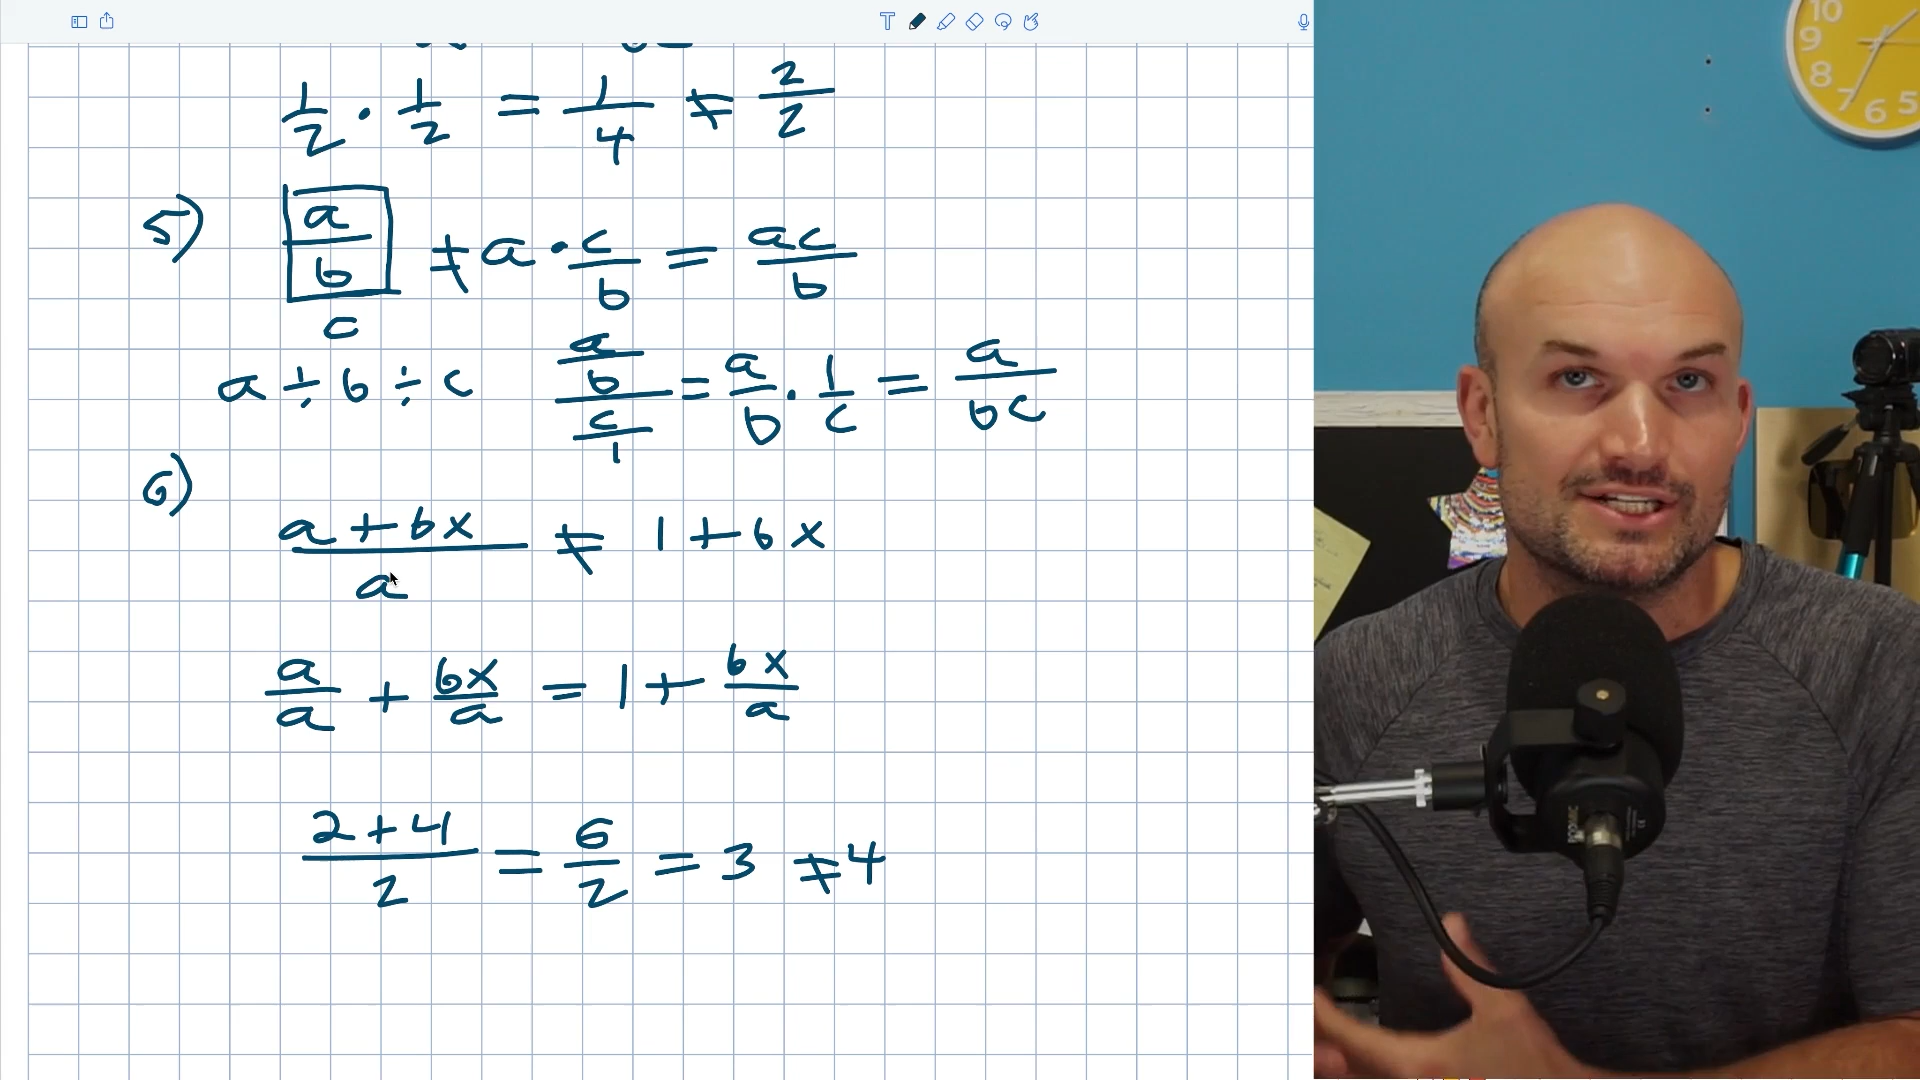 1/2 · 1/2 = 1/4 ≠ 2/2
5) a/b/c ≠ a · c/b = ac/b
a ÷ b ÷ c a/b/c/1 = a/b · 1/c = a/bc
6)
a + bx/a ≠ 1 + bx
a/a + bx/a = 1 + bx/a
2 + 4/2 = 6/2 = 3 ≠ 4
10
9
8
7 6 5